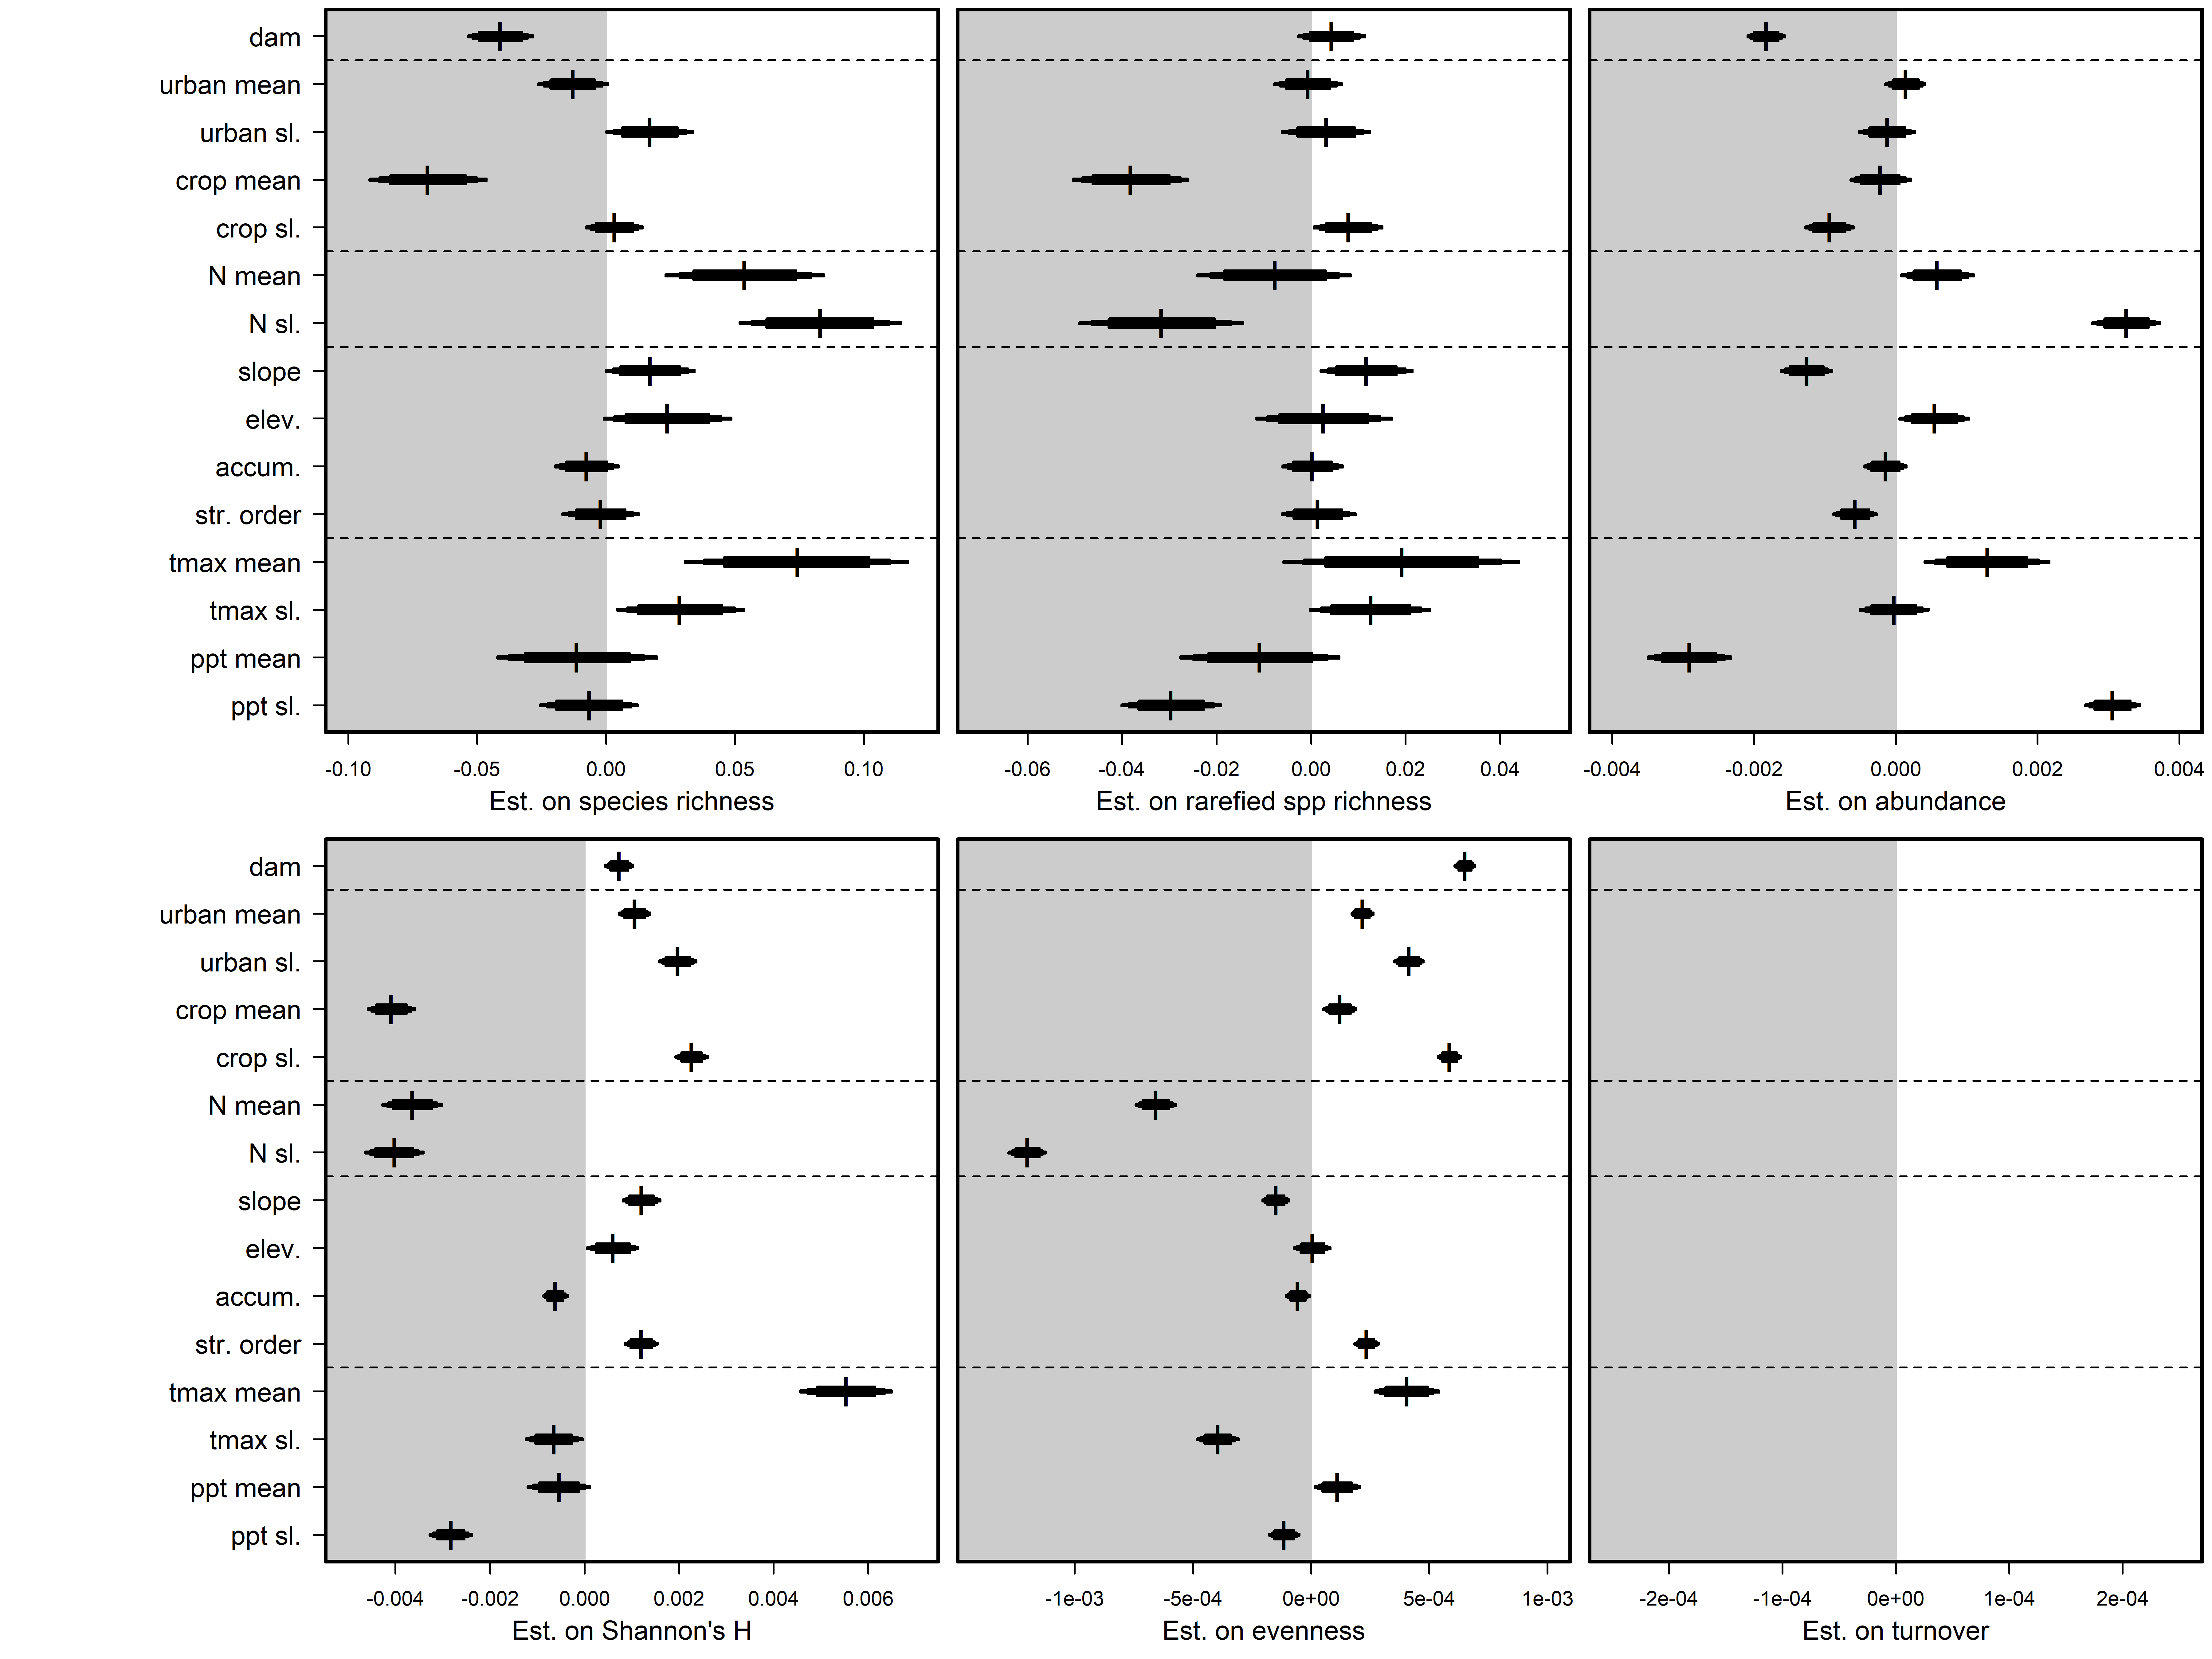 dam
urban mean
urban sl.
crop mean
crop sl.
N mean
N sl.
slope
elev.
accum.
str. order
tmax mean
tmax sl.
ppt mean
ppt sl.
-0.10 -0.05 0.00 0.05 0.10
Est. on species richness
-0.06 -0.04 -0.02 0.00 0.02 0.04
Est. on rarefied spp richness
-0.004 -0.002 0.000 0.002 0.004
Est. on abundance
dam
urban mean
urban sl.
crop mean
crop sl.
N mean
N sl.
slope
elev.
accum.
str. order
tmax mean
tmax sl.
ppt mean
ppt sl.
-0.004 -0.002 0.000 0.002 0.004 0.006
Est. on Shannon's H
-1e-03 -5e-04 0e+00 5e-04 1e-03
Est. on evenness
-2e-04 -1e-04 0e+00 1e-04 2e-04
Est. on turnover